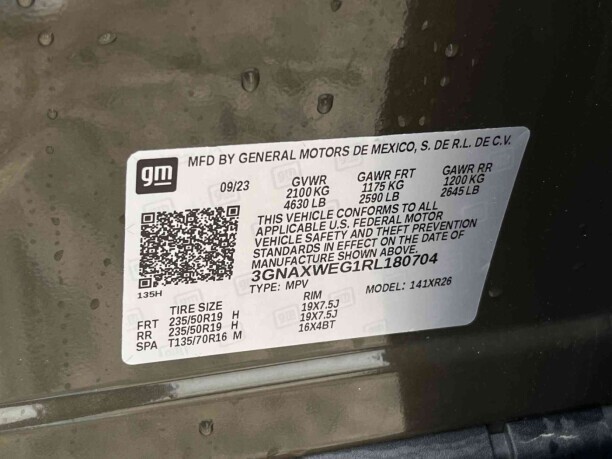 gm
MFD BY GENERAL MOTORS DE MEXICO, S. DE R.L. DE C.V.
09/23 GVWR GAWR FRT GAWR RR
2100 KG 1175 KG 1200 KG
4630 LB 2590 LB 2645 LB
THIS VEHICLE CONFORMS TO ALL
APPLICABLE U.S. FEDERAL MOTOR
VEHICLE SAFETY AND THEFT PREVENTION
STANDARDS IN EFFECT ON THE DATE OF
MANUFACTURE SHOWN ABOVE.
3GNAXWEG1RL180704
135H
TYPE: MPV MODEL: 141XR26
TIRE SIZE RIM
FRT 235/50R19 H 19X7.5J
RR 235/50R19 H 19X7.5J
SPA T135/70R16 M 16X4BT